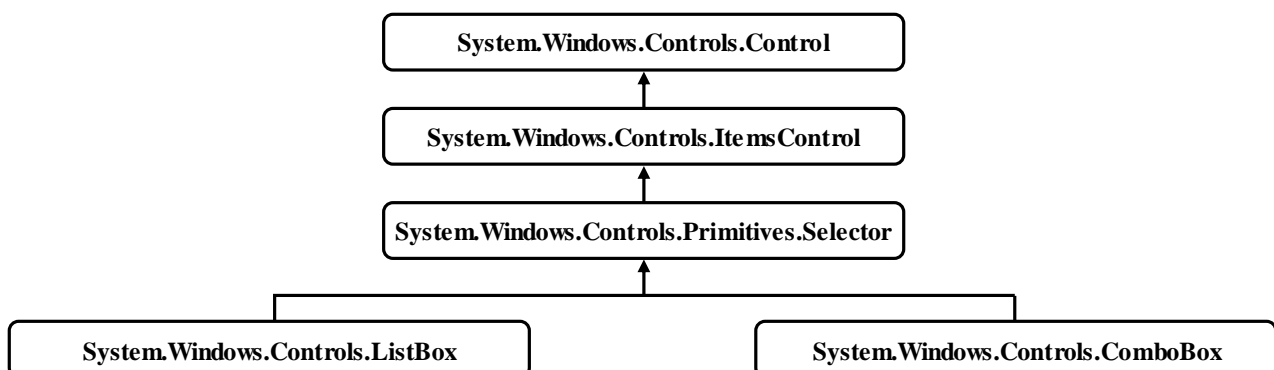 System.Windows.Controls.Control
System.Windows.Controls.ItemsControl
System.Windows.Controls.Primitives.Selector
System.Windows.Controls.ListBox
System.Windows.Controls.ComboBox